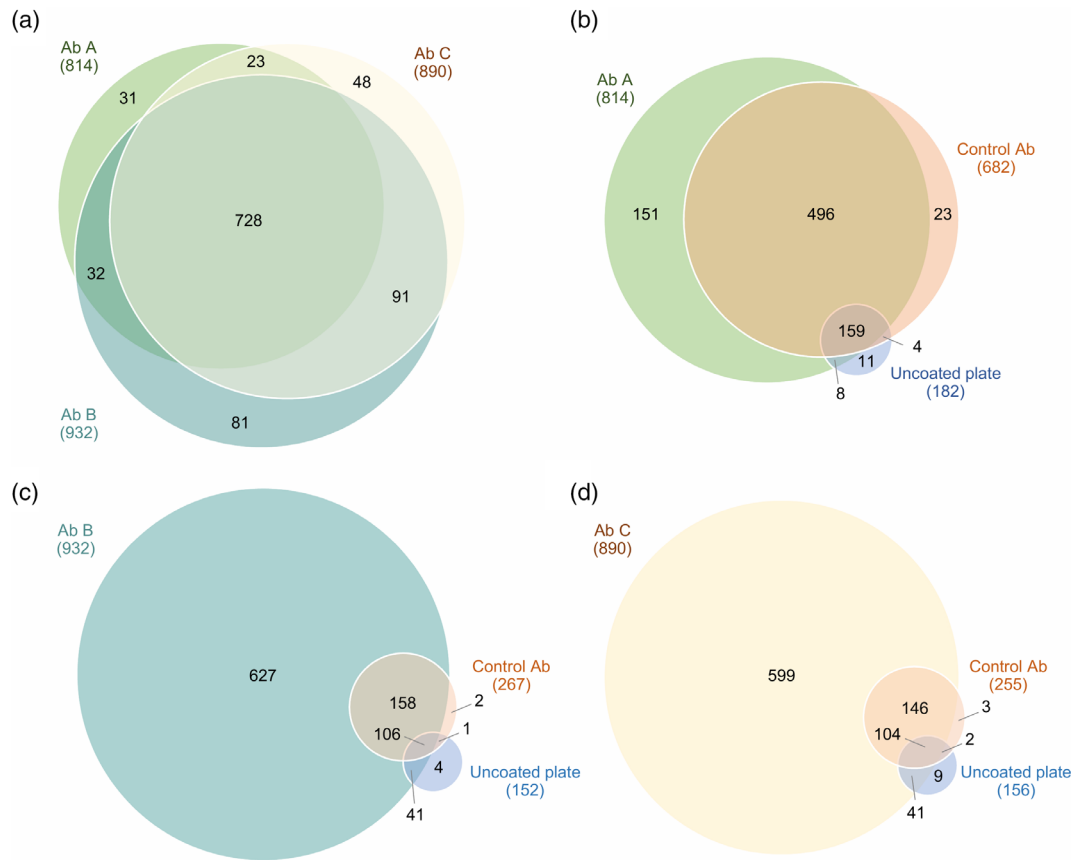 (a)
Ab A
(814)
23
Ab C
(890)
48
31
728
32
91
Ab B
(932)
81
(b)
Ab A
(814)
Control Ab
(682)
151
496
23
159
4
11
Uncoated plate
(182)
8
(c)
Ab B
(932)
627
Control Ab
(267)
158
2
106
1
4
Uncoated plate
(152)
41
(d)
Ab C
(890)
599
Control Ab
(255)
146
3
104
2
9
Uncoated plate
(156)
41